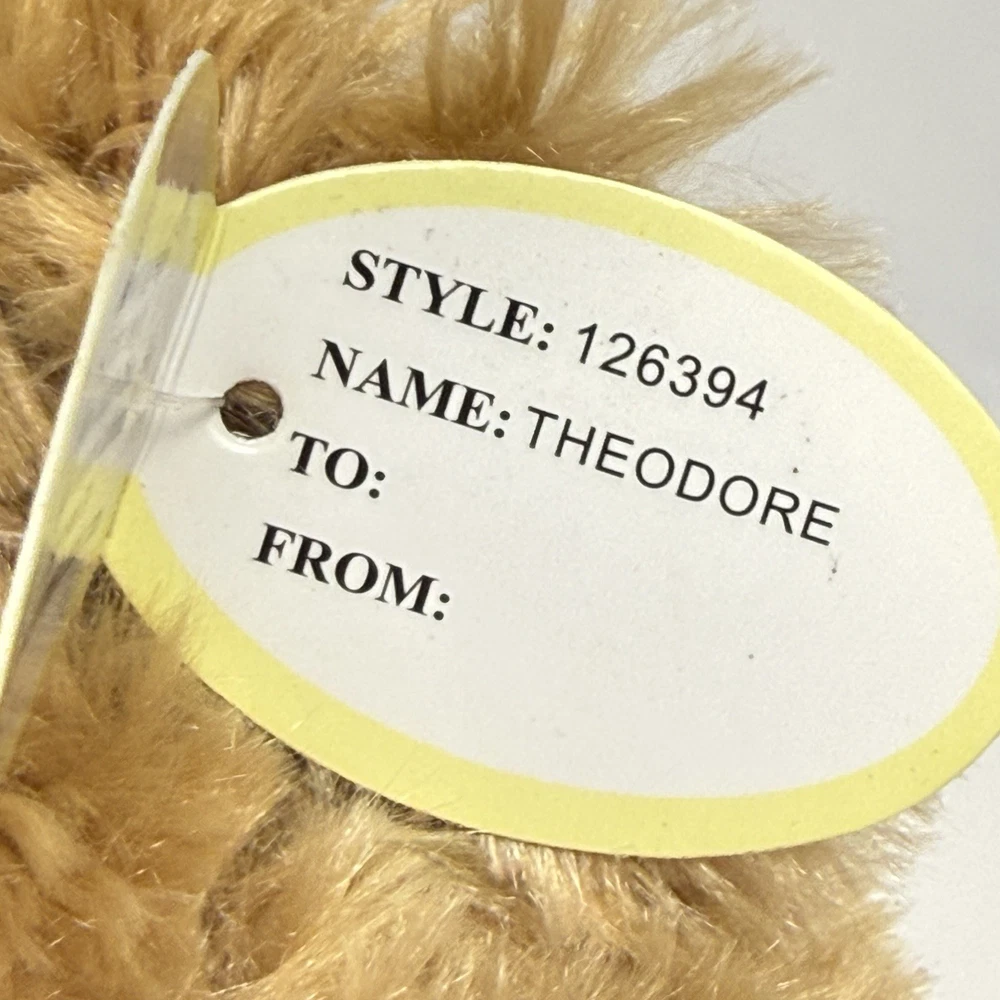 STYLE: 126394
NAME: THEODORE
TO:
FROM: